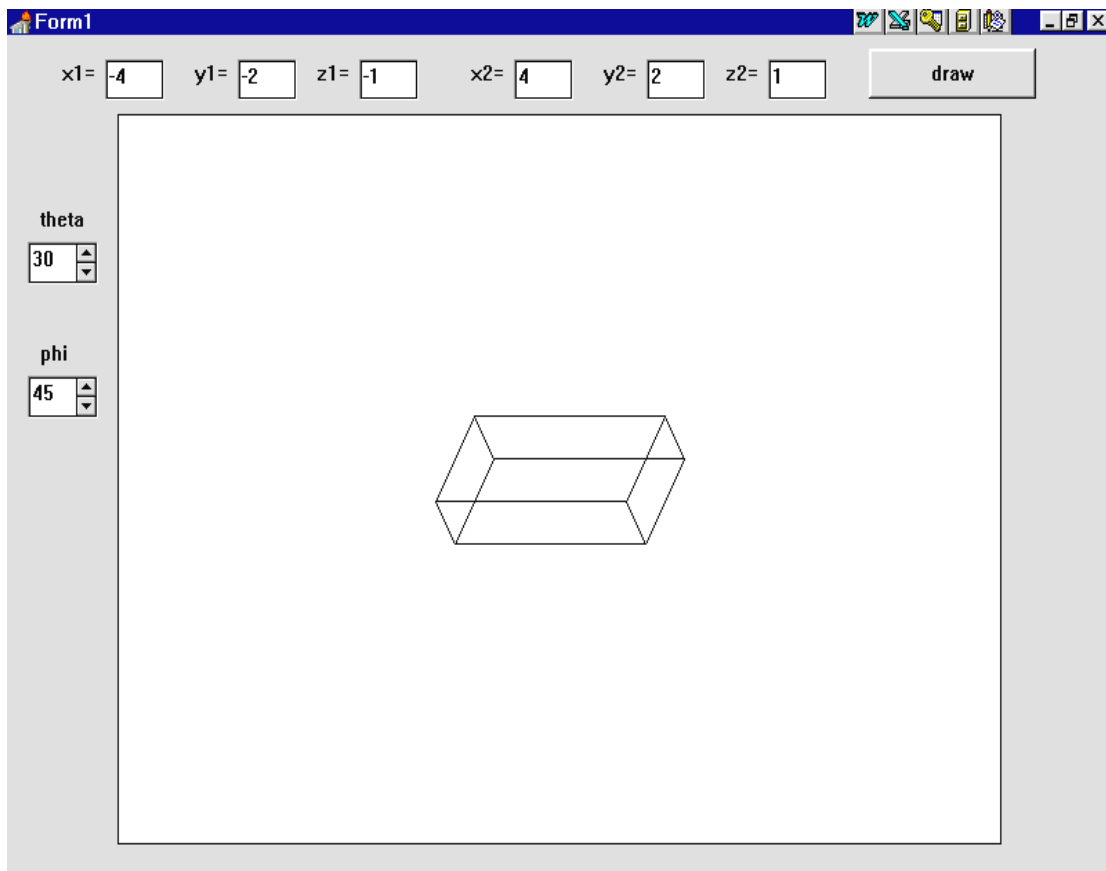 Form1
x1= -4 y1= -2 z1= -1 x2= 4 y2= 2 z2= 1 draw
theta
30
phi
45